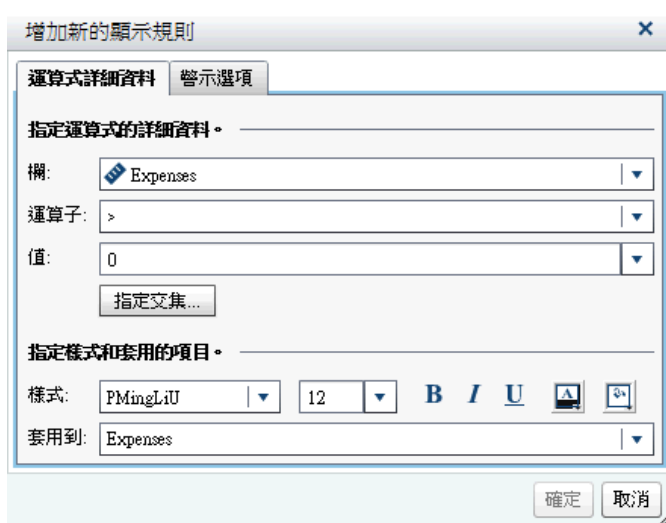 增加新的顯示規則
運算式詳細資料 警示選項
指定運算式的詳細資料。
欄: Expenses
運算子: >
值: 0
指定交集...
指定樣式和套用的項目。
樣式: PMingLiU 12 B I U A
套用到: Expenses
確定 取消